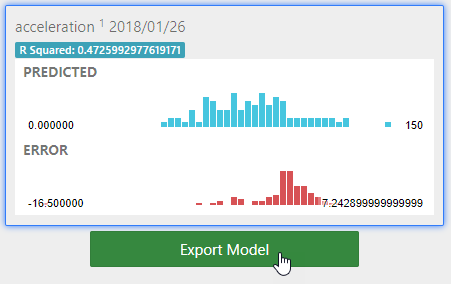 acceleration 1 2018/01/26
R Squared: 0.4725992977619171
PREDICTED
0.000000 150
ERROR
-16.500000 7.242899999999999
Export Model